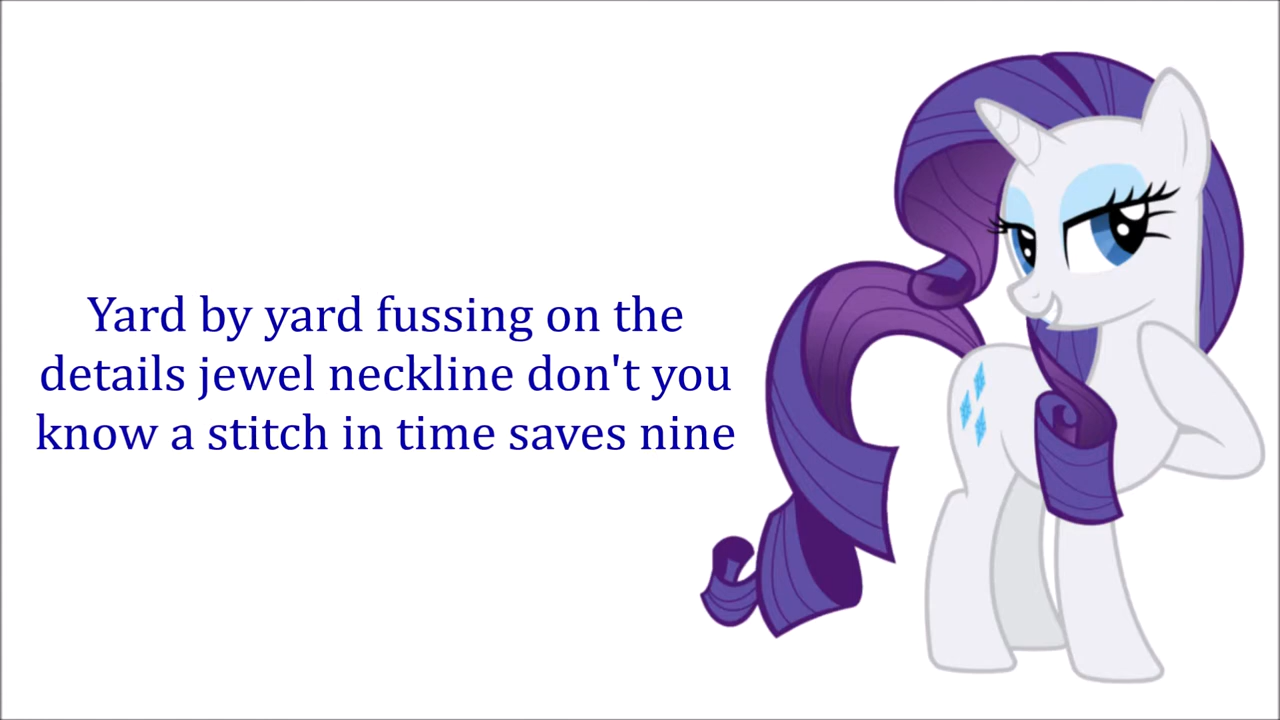 Yard by yard fussing on the
details jewel neckline don't you
know a stitch in time saves nine